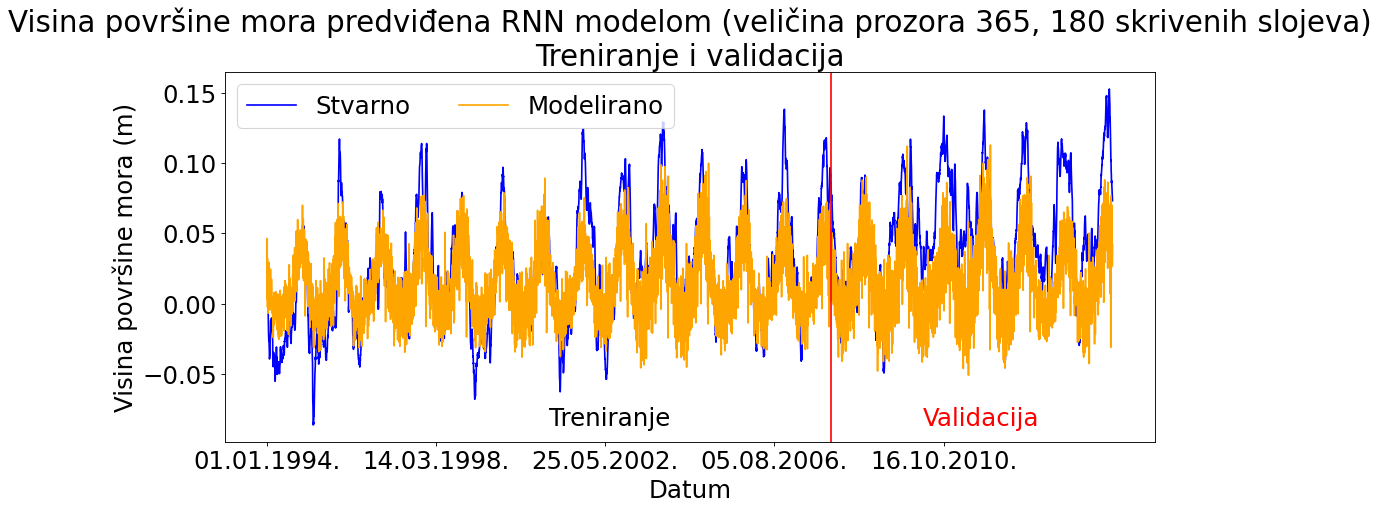 Visina površine mora predviđena RNN modelom (veličina prozora 365, 180 skrivenih slojeva)
Treniranje i validacija
Stvarno
Modelirano
Visina površine mora (m)
0.15
0.10
0.05
0.00
−0.05
Treniranje
Validacija
01.01.1994.
14.03.1998.
25.05.2002.
05.08.2006.
16.10.2010.
Datum